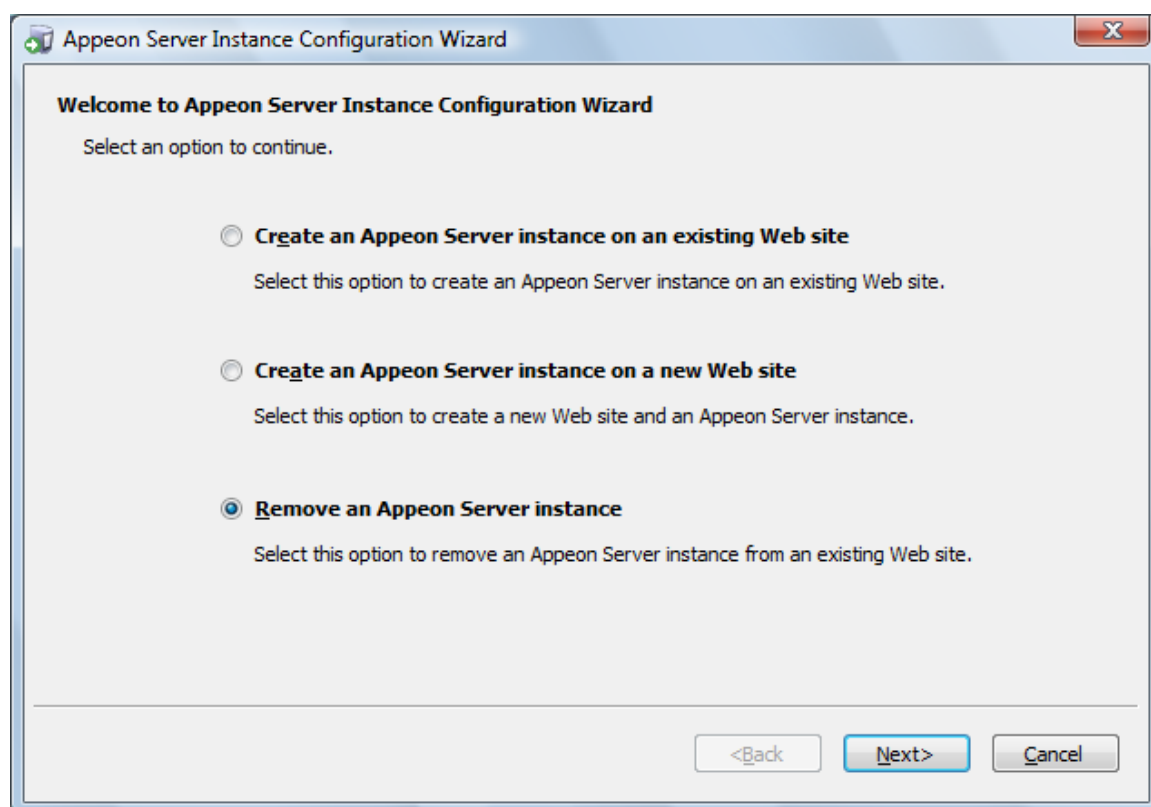 Appeon Server Instance Configuration Wizard
Welcome to Appeon Server Instance Configuration Wizard
Select an option to continue.
Create an Appeon Server instance on an existing Web site
Select this option to create an Appeon Server instance on an existing Web site.
Create an Appeon Server instance on a new Web site
Select this option to create a new Web site and an Appeon Server instance.
Remove an Appeon Server instance
Select this option to remove an Appeon Server instance from an existing Web site.
<Back Next> Cancel